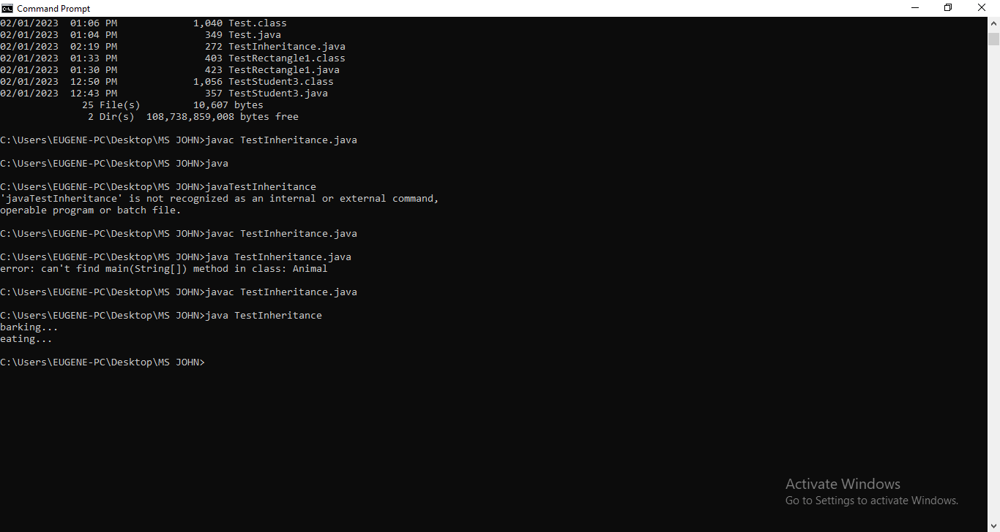 Command Prompt
02/01/2023  01:06 PM             1,040 Test.class
02/01/2023  01:04 PM               349 Test.java
02/01/2023  02:19 PM               272 TestInheritance.java
02/01/2023  01:33 PM               403 TestRectangle1.class
02/01/2023  01:30 PM               423 TestRectangle1.java
02/01/2023  12:50 PM             1,056 TestStudent3.class
02/01/2023  12:43 PM               357 TestStudent3.java
              25 File(s)         10,607 bytes
               2 Dir(s)  108,738,859,008 bytes free
C:\Users\EUGENE-PC\Desktop\MS JOHN>javac TestInheritance.java
C:\Users\EUGENE-PC\Desktop\MS JOHN>java
C:\Users\EUGENE-PC\Desktop\MS JOHN>javaTestInheritance
'javaTestInheritance' is not recognized as an internal or external command,
operable program or batch file.
C:\Users\EUGENE-PC\Desktop\MS JOHN>javac TestInheritance.java
C:\Users\EUGENE-PC\Desktop\MS JOHN>java TestInheritance.java
error: can't find main(String[]) method in class: Animal
C:\Users\EUGENE-PC\Desktop\MS JOHN>javac TestInheritance.java
C:\Users\EUGENE-PC\Desktop\MS JOHN>java TestInheritance
barking...
eating...
C:\Users\EUGENE-PC\Desktop\MS JOHN>
Activate Windows
Go to Settings to activate Windows.